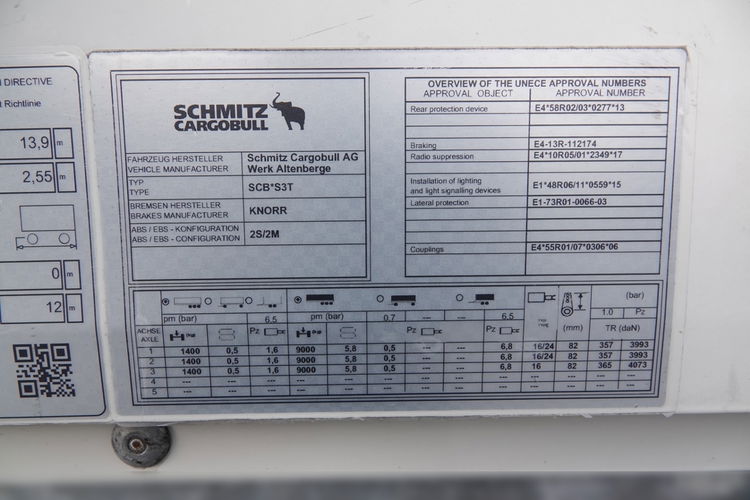 N DIRECTIVE
t Richtlinie
13,9 m
2,55 m
0 m
12 m
SCHMITZ
CARGOBULL
FAHRZEUG HERSTELLER
VEHICLE MANUFACTURER
Schmitz Cargobull AG
Werk Altenberge
TYP
TYPE
SCB*S3T
BREMSEN HERSTELLER
BRAKES MANUFACTURER
KNORR
ABS / EBS - KONFIGURATION
ABS / EBS - CONFIGURATION
2S/2M
OVERVIEW OF THE UNECE APPROVAL NUMBERS
APPROVAL OBJECT APPROVAL NUMBER
Rear protection device E4*58R02/03*0277*13
Braking E4-13R-112174
Radio suppression E4*10R05/01*2349*17
Installation of lighting
and light signalling devices E1*48R06/11*0559*15
Lateral protection E1-73R01-0066-03
Couplings E4*55R01/07*0306*06
(bar)
pm (bar) 6.5 pm (bar) 0.7 --- --- 6.5 1.0 Pz
ACHSE
AXLE Pz Pz Pz (mm) TR (daN)
1 1400 0,5 1,6 9000 5,8 0,5 --- --- --- 6,8 16/24 82 357 3993
2 1400 0,5 1,6 9000 5,8 0,5 --- --- --- 6,8 16/24 82 357 3993
3 1400 0,5 1,6 9000 5,8 0,5 --- --- --- 6,8 16 82 365 4073
4 --- --- --- --- --- --- --- --- --- --- --- --- --- ---
5 --- --- --- --- --- --- --- --- --- --- --- --- --- ---